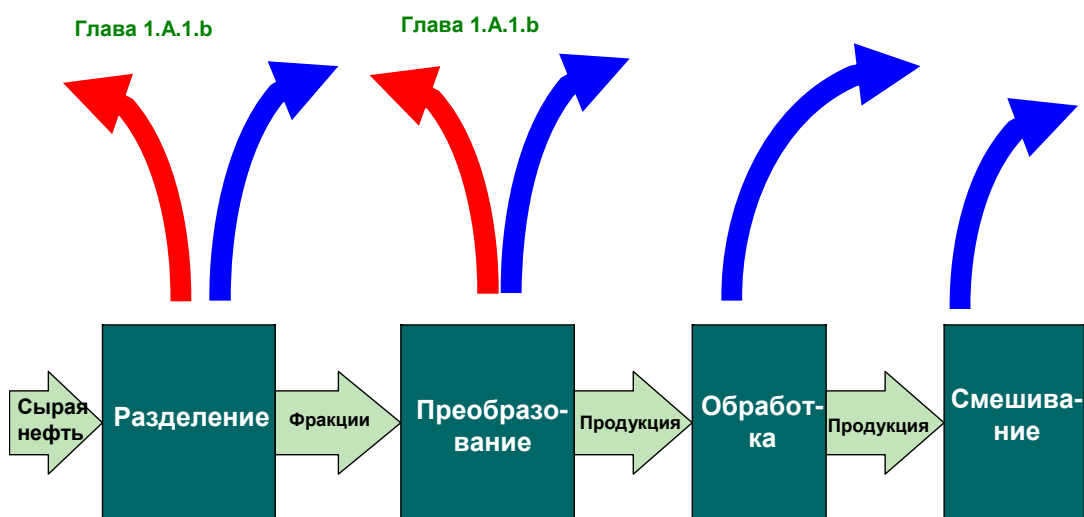 Глава 1.A.1.b
Глава 1.A.1.b
Сырая
нефть
Разделение
Фракции
Преобразо-
вание
Продукция
Обработ-
ка
Продукция
Смешива-
ние